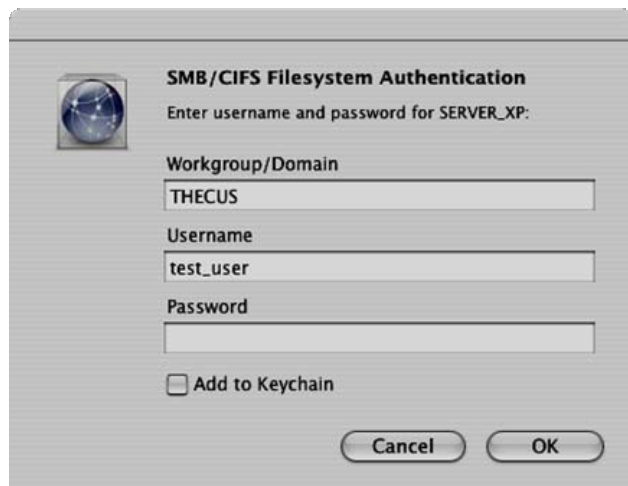 SMB/CIFS Filesystem Authentication
Enter username and password for SERVER_XP:
Workgroup/Domain
THECUS
Username
test_user
Password
Add to Keychain
Cancel OK